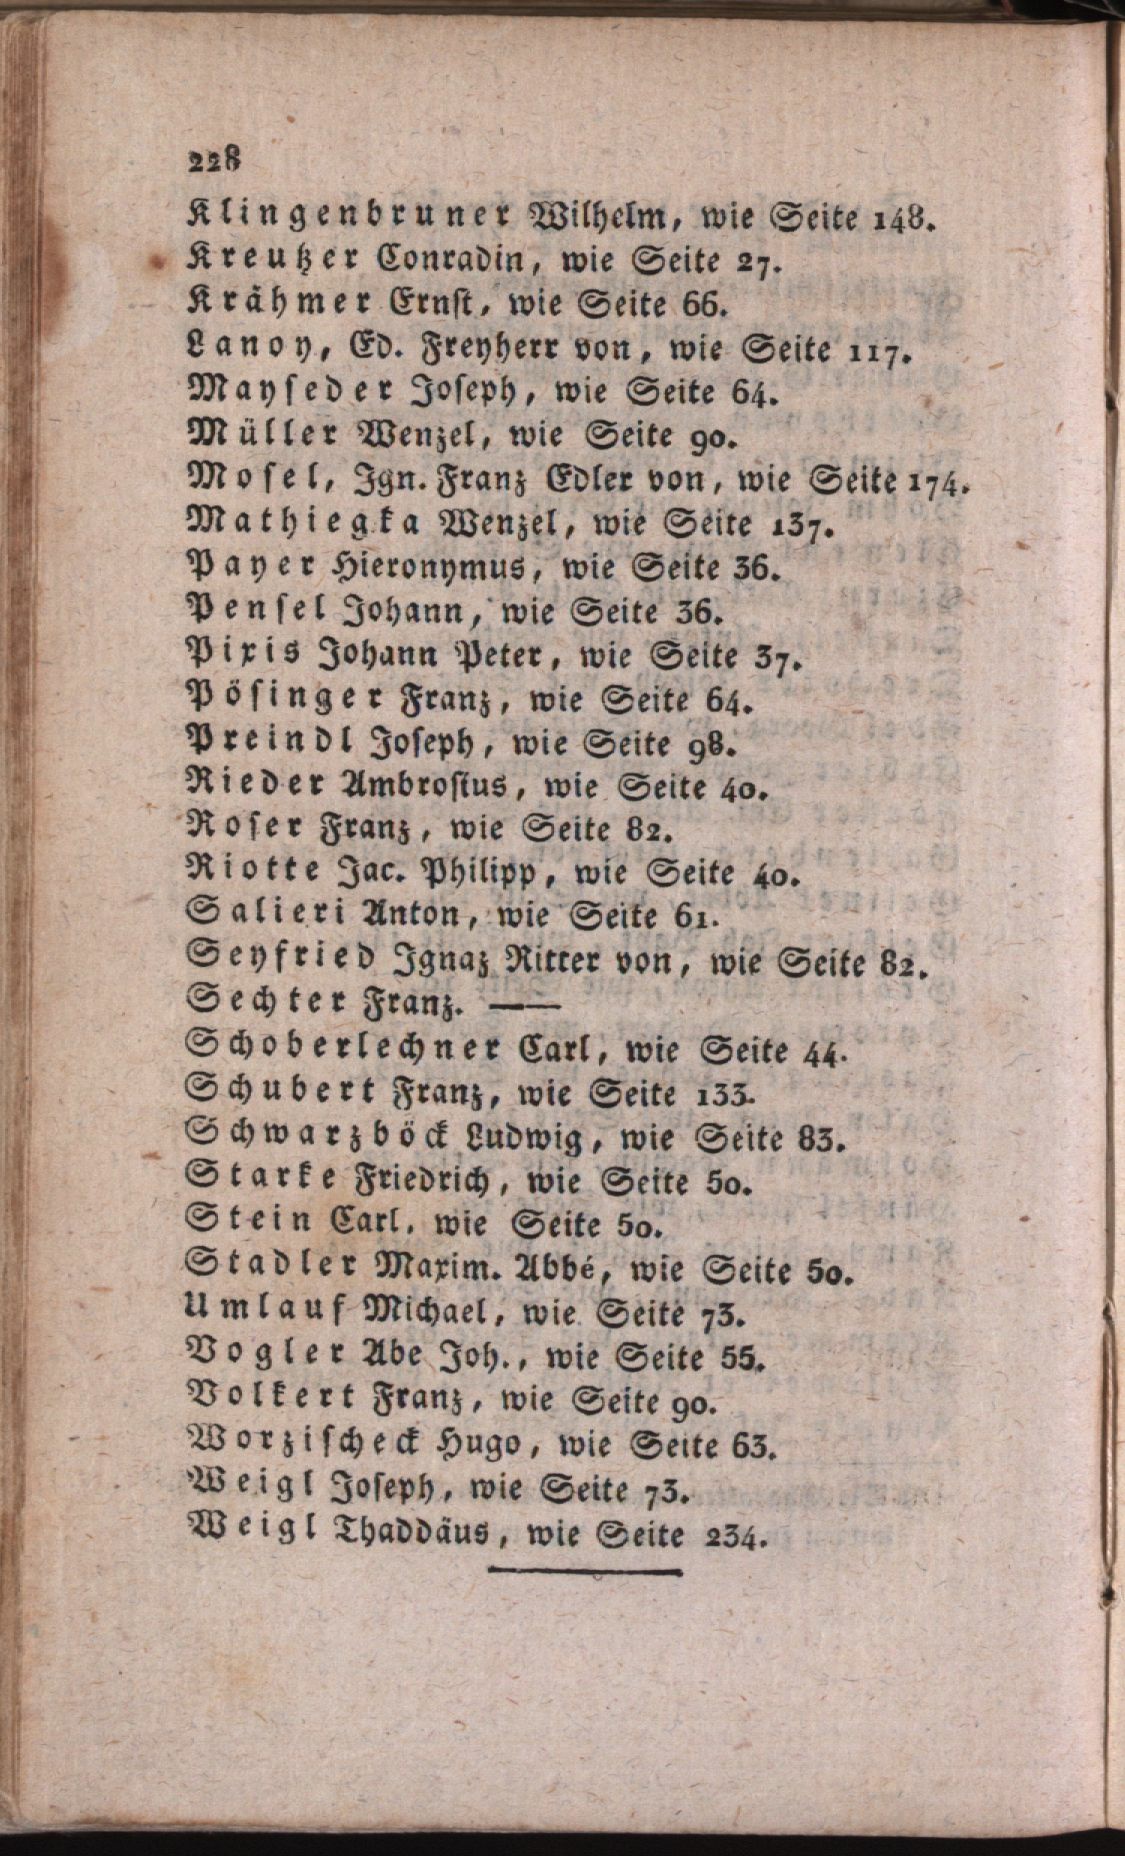 228
Klingenbruner Wilhelm, wie Seite 148.
Kreutzer Conradin, wie Seite 27.
Krähmer Ernst, wie Seite 66.
Lanoy, Ed. Freyherr von, wie Seite 117.
Mayseder Joseph, wie Seite 64.
Müller Wenzel, wie Seite 90.
Mosel, Ign. Franz Edler von, wie Seite 174.
Mathiegka Wenzel, wie Seite 137.
Payer Hieronymus, wie Seite 36.
Pensel Johann, wie Seite 36.
Pixis Johann Peter, wie Seite 37.
Pösinger Franz, wie Seite 64.
Preindl Joseph, wie Seite 98.
Rieder Ambrosius, wie Seite 40.
Roser Franz, wie Seite 82.
Riotte Jac. Philipp, wie Seite 40.
Salieri Anton, wie Seite 61.
Seyfried Ignaz Ritter von, wie Seite 82.
Sechter Franz. ——
Schoberlechner Carl, wie Seite 44.
Schubert Franz, wie Seite 133.
Schwarzböck Ludwig, wie Seite 83.
Starke Friedrich, wie Seite 50.
Stein Carl, wie Seite 50.
Stadler Maxim. Abbé, wie Seite 50.
Umlauf Michael, wie Seite 73.
Vogler Abe Joh., wie Seite 55.
Volkert Franz, wie Seite 90.
Worzischeck Hugo, wie Seite 63.
Weigl Joseph, wie Seite 73.
Weigl Thaddäus, wie Seite 234.